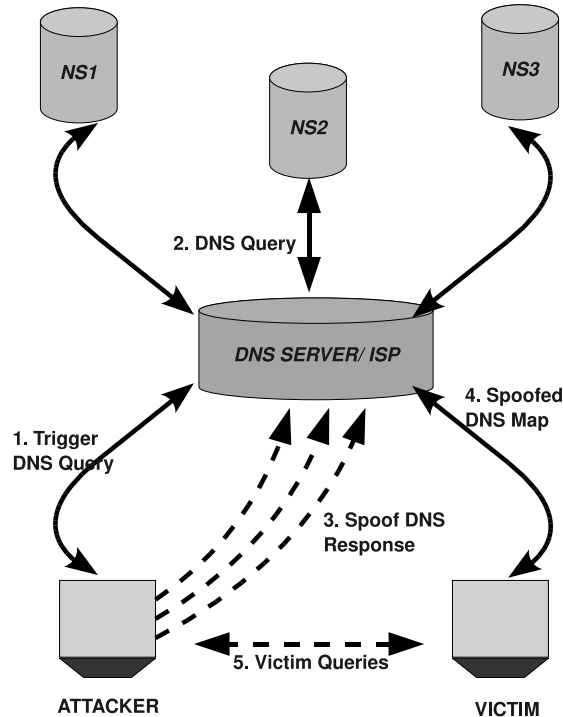 NS1
NS2
NS3
2. DNS Query
DNS SERVER/ ISP
1. Trigger
DNS Query
4. Spoofed
DNS Map
3. Spoof DNS
Response
5. Victim Queries
ATTACKER
VICTIM